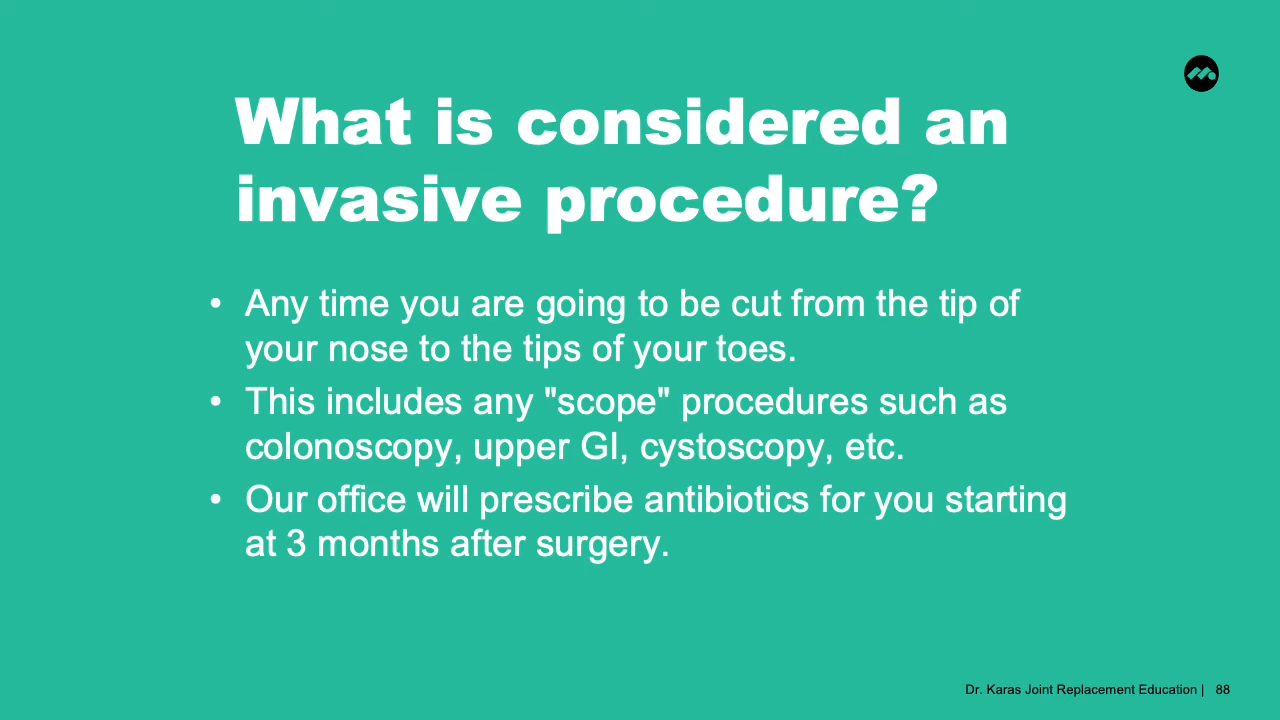 What is considered an
invasive procedure?
• Any time you are going to be cut from the tip of
your nose to the tips of your toes.
• This includes any "scope" procedures such as
colonoscopy, upper GI, cystoscopy, etc.
• Our office will prescribe antibiotics for you starting
at 3 months after surgery.
Dr. Karas Joint Replacement Education | 88